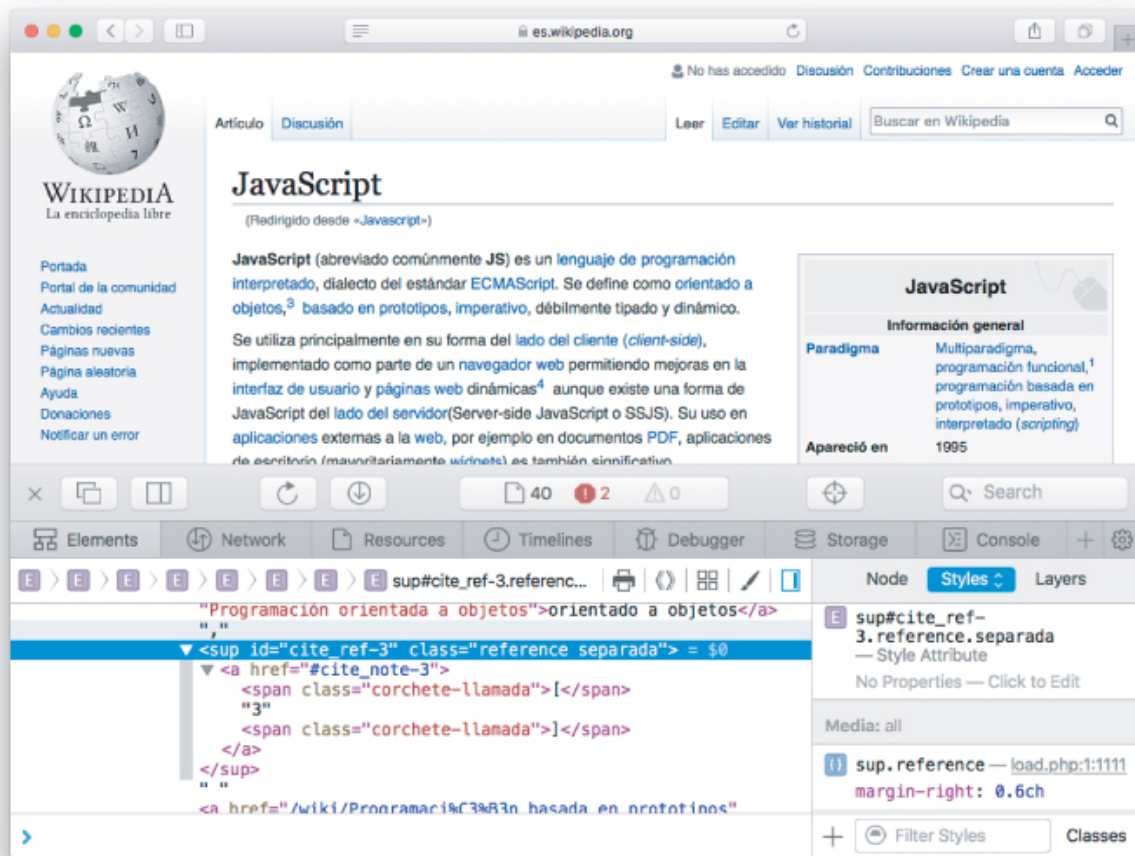 es.wikipedia.org
No has accedido Discusión Contribuciones Crear una cuenta Acceder
Artículo Discusión Leer Editar Ver historial Buscar en Wikipedia
WIKIPEDIA
La enciclopedia libre
Portada
Portal de la comunidad
Actualidad
Cambios recientes
Páginas nuevas
Página aleatoria
Ayuda
Donaciones
Notificar un error
JavaScript
(Redirigido desde «Javascript»)
JavaScript (abreviado comúnmente JS) es un lenguaje de programación
interpretado, dialecto del estándar ECMAScript. Se define como orientado a
objetos,3 basado en prototipos, imperativo, débilmente tipado y dinámico.
Se utiliza principalmente en su forma del lado del cliente (client-side),
implementado como parte de un navegador web permitiendo mejoras en la
interfaz de usuario y páginas web dinámicas4 aunque existe una forma de
JavaScript del lado del servidor(Server-side JavaScript o SSJS). Su uso en
aplicaciones externas a la web, por ejemplo en documentos PDF, aplicaciones
de escritorio (mayoritariamente widgets) es también significativo.
JavaScript
Información general
Paradigma Multiparadigma,
programación funcional,1
programación basada en
prototipos, imperativo,
interpretado (scripting)
Apareció en 1995
40 2 0 Search
Elements Network Resources Timelines Debugger Storage Console
E E E E E E E E sup#cite_ref-3.referenc...
"Programación orientada a objetos">orientado a objetos</a>
","
<sup id="cite_ref-3" class="reference separada"> = $0
<a href="#cite_note-3">
<span class="corchete-llamada">[</span>
"3"
<span class="corchete-llamada">]</span>
</a>
</sup>
" "
<a href="/wiki/Programaci%C3%B3n_basada_en_prototipos"
Node Styles Layers
E sup#cite_ref-
3.reference.separada
— Style Attribute
No Properties — Click to Edit
Media: all
sup.reference — load.php:1:1111
margin-right: 0.6ch
Filter Styles Classes